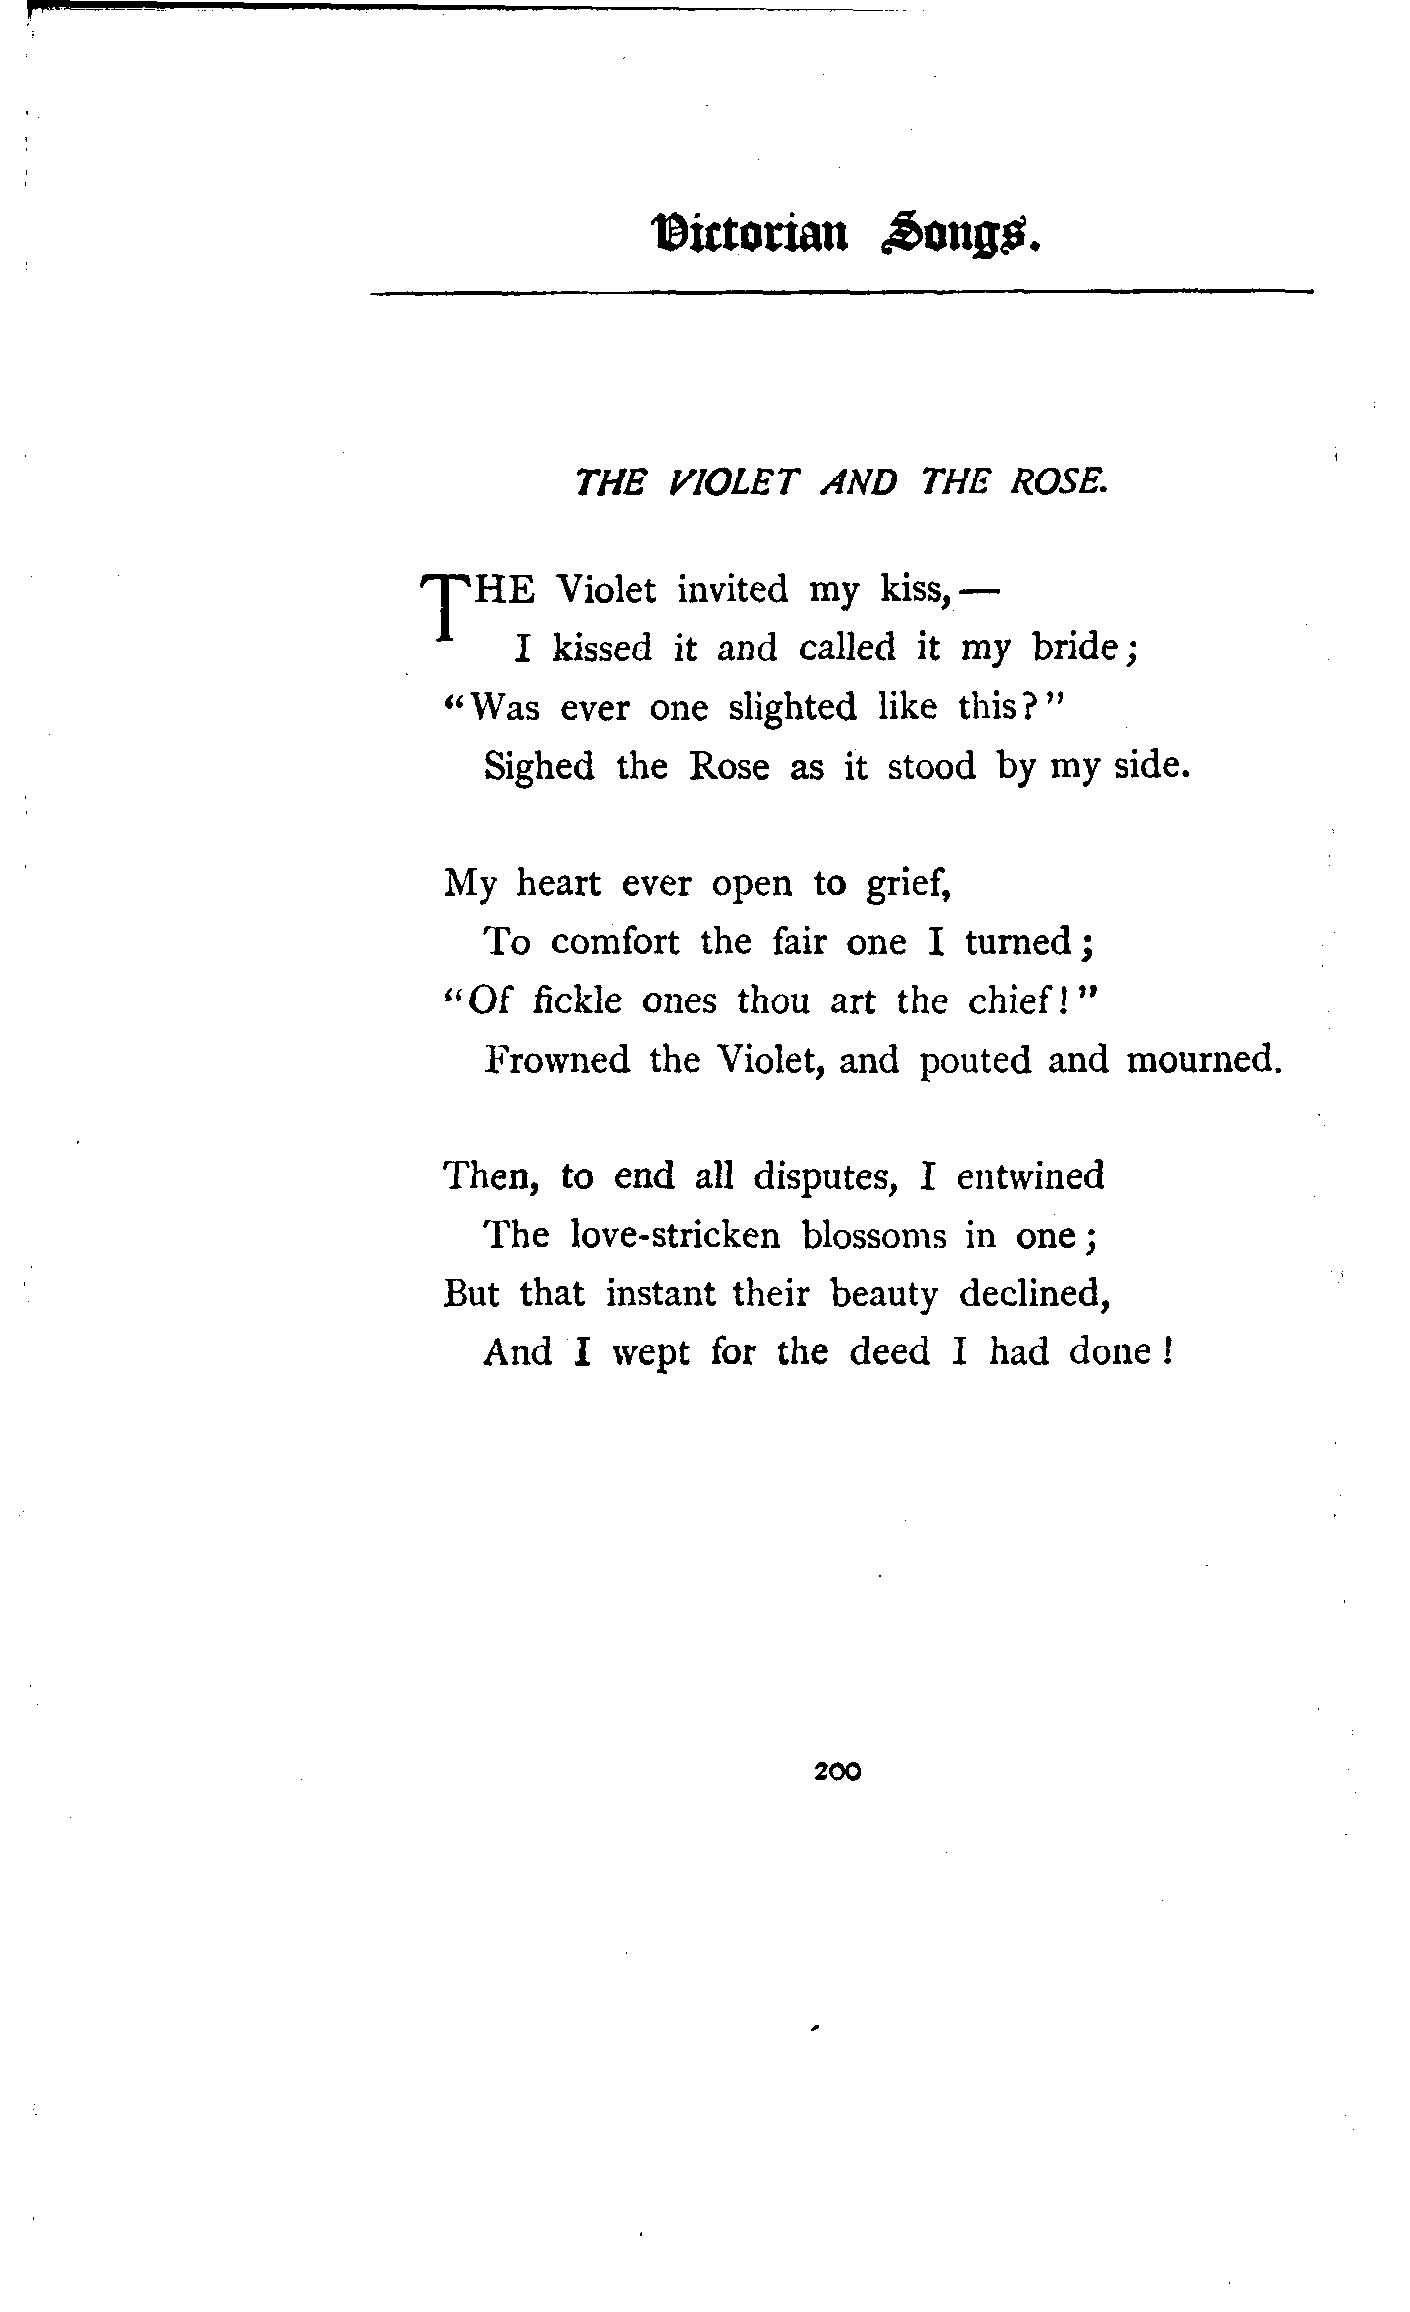 Victorian Songs.
THE VIOLET AND THE ROSE.
THE Violet invited my kiss,—
I kissed it and called it my bride;
“Was ever one slighted like this?”
Sighed the Rose as it stood by my side.
My heart ever open to grief,
To comfort the fair one I turned;
“Of fickle ones thou art the chief!”
Frowned the Violet, and pouted and mourned.
Then, to end all disputes, I entwined
The love-stricken blossoms in one;
But that instant their beauty declined,
And I wept for the deed I had done!
200